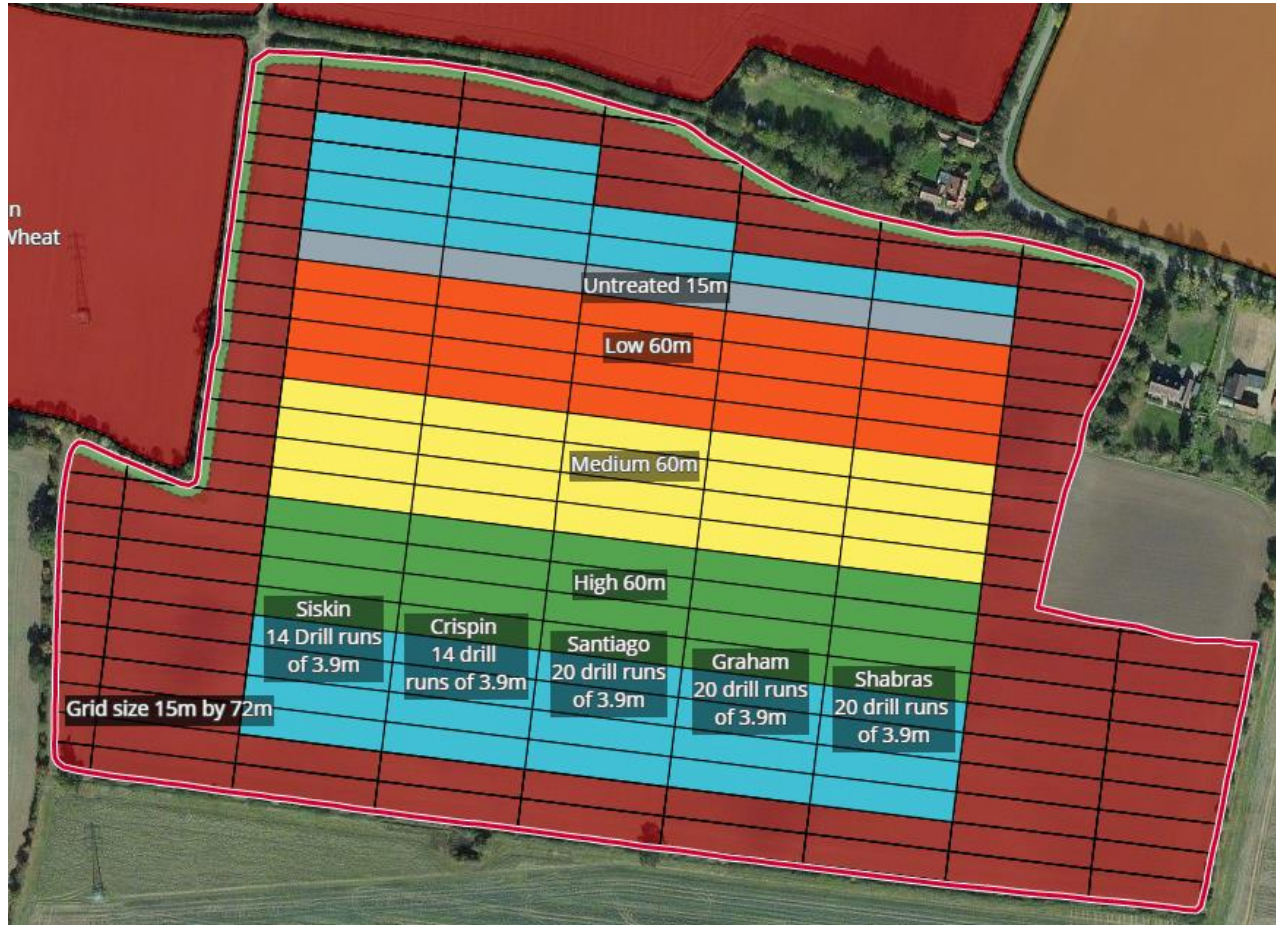 n
Wheat
Untreated 15m
Low 60m
Medium 60m
High 60m
Siskin
14 Drill runs
of 3.9m
Crispin
14 drill
runs of 3.9m
Santiago
20 drill runs
of 3.9m
Graham
20 drill runs
of 3.9m
Shabras
20 drill runs
of 3.9m
Grid size 15m by 72m